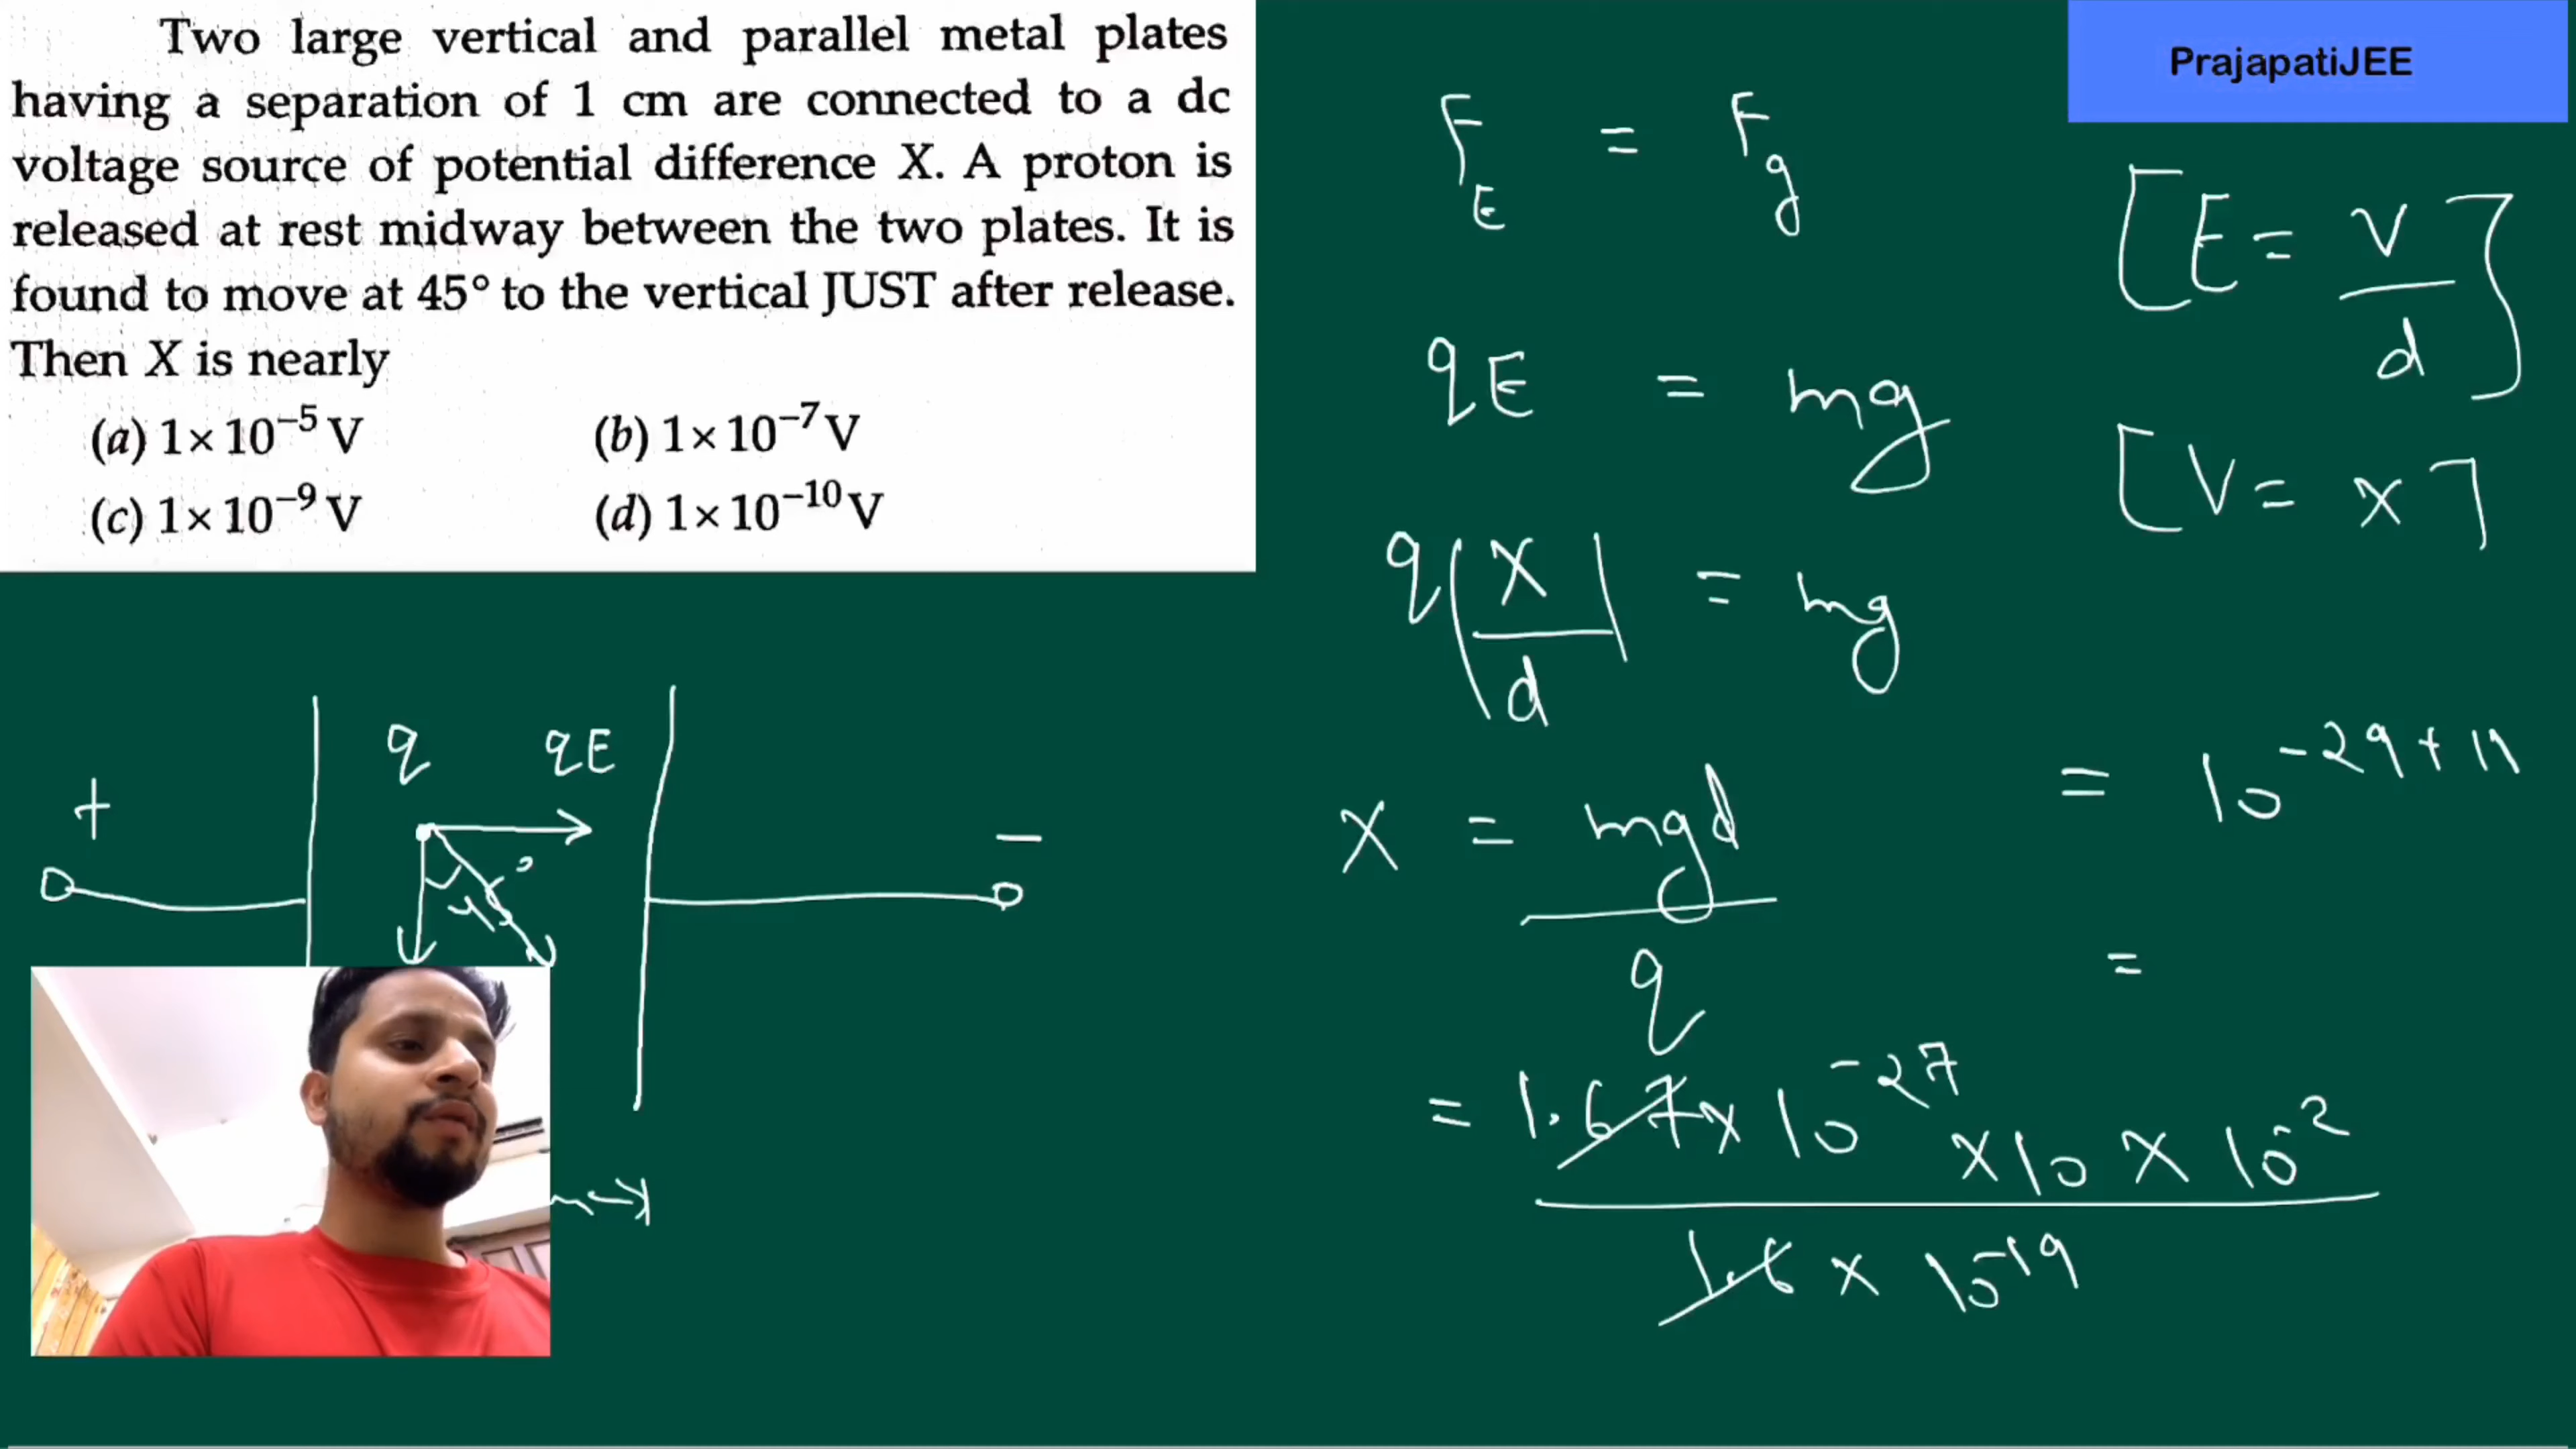 Two large vertical and parallel metal plates
having a separation of 1 cm are connected to a dc
voltage source of potential difference X. A proton is
released at rest midway between the two plates. It is
found to move at 45° to the vertical JUST after release.
Then X is nearly
(a) 1×10⁻⁵ V (b) 1×10⁻⁷ V
(c) 1×10⁻⁹ V (d) 1×10⁻¹⁰ V
PrajapatiJEE
F_E = F_g
[E = V/d]
qE = mg
[V = x]
q(X/d) = mg
X = mgd/q
= 1.67 × 10⁻²⁷ × 10 × 10⁻² / 1.6 × 10⁻¹⁹
= 10⁻²⁹⁺¹¹
=
q qE
+ −
45°